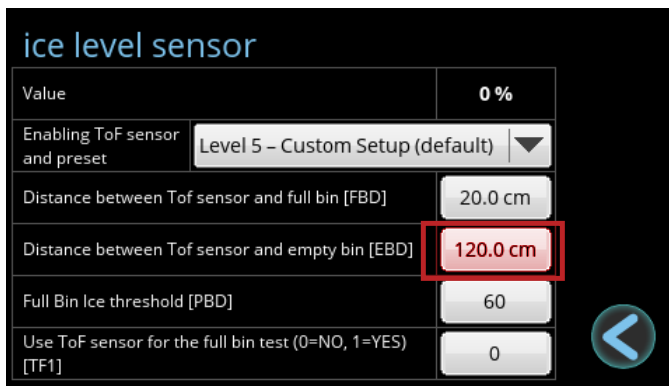 ice level sensor
Value 0 %
Enabling ToF sensor
and preset Level 5 – Custom Setup (default)
Distance between Tof sensor and full bin [FBD] 20.0 cm
Distance between Tof sensor and empty bin [EBD] 120.0 cm
Full Bin Ice threshold [PBD] 60
Use ToF sensor for the full bin test (0=NO, 1=YES)
[TF1] 0